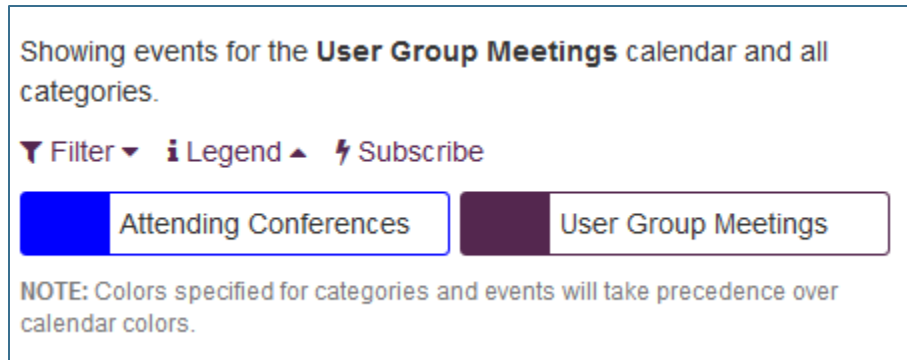 Showing events for the User Group Meetings calendar and all
categories.
Filter Legend Subscribe
Attending Conferences User Group Meetings
NOTE: Colors specified for categories and events will take precedence over
calendar colors.